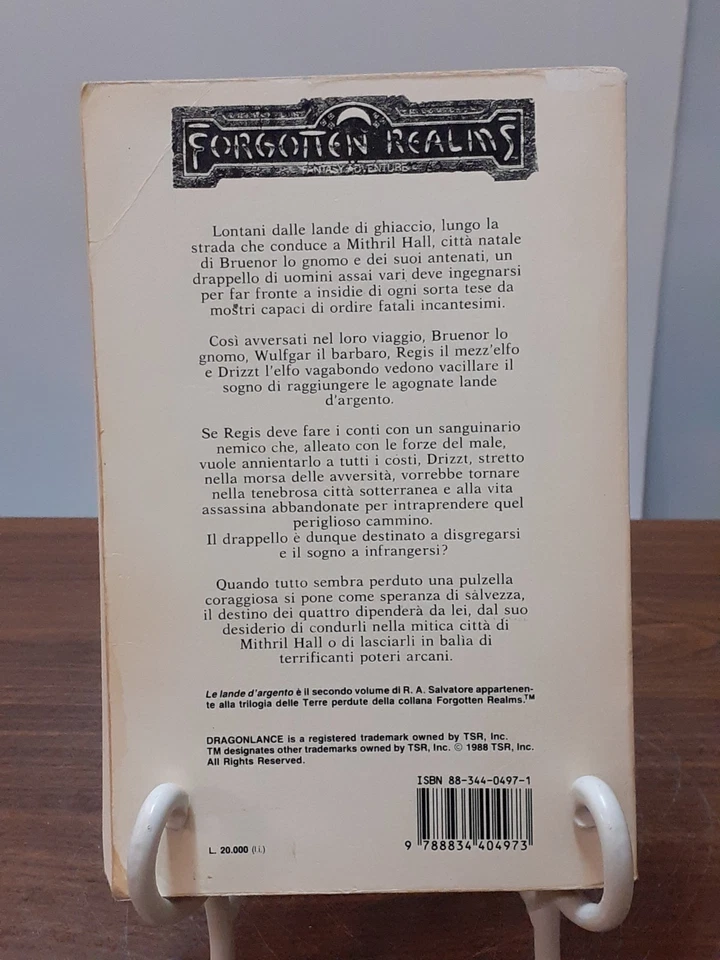 FORGOTTEN REALMS
FANTASY ADVENTURE
Lontani dalle lande di ghiaccio, lungo la
strada che conduce a Mithril Hall, città natale
di Bruenor lo gnomo e dei suoi antenati, un
drappello di uomini assai vari deve ingegnarsi
per far fronte a insidie di ogni sorta tese da
mostri capaci di ordire fatali incantesimi.
Così avversati nel loro viaggio, Bruenor lo
gnomo, Wulfgar il barbaro, Regis il mezz'elfo
e Drizzt l'elfo vagabondo vedono vacillare il
sogno di raggiungere le agognate lande
d'argento.
Se Regis deve fare i conti con un sanguinario
nemico che, alleato con le forze del male,
vuole annientarlo a tutti i costi, Drizzt, stretto
nella morsa delle avversità, vorrebbe tornare
nella tenebrosa città sotterranea e alla vita
assassina abbandonate per intraprendere quel
periglioso cammino.
Il drappello è dunque destinato a disgregarsi
e il sogno a infrangersi?
Quando tutto sembra perduto una pulzella
coraggiosa si pone come speranza di salvezza,
il destino dei quattro dipenderà da lei, dal suo
desiderio di condurli nella mitica città di
Mithril Hall o di lasciarli in balìa di
terrificanti poteri arcani.
Le lande d'argento è il secondo volume di R. A. Salvatore appartenen-
te alla trilogia delle Terre perdute della collana Forgotten Realms.™
DRAGONLANCE is a registered trademark owned by TSR, Inc.
TM designates other trademarks owned by TSR, Inc. © 1988 TSR, Inc.
All Rights Reserved.
ISBN 88-344-0497-1
L. 20.000 (i.i.)
9 788834 404973